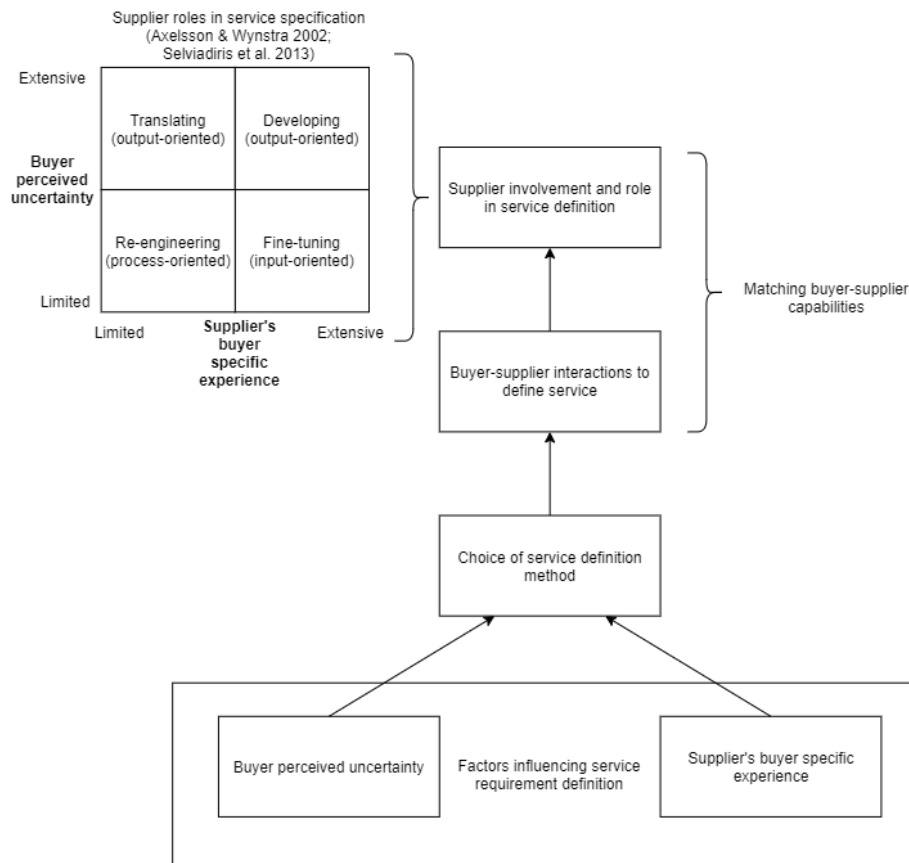 Supplier roles in service specification
(Axelsson & Wynstra 2002;
Selviadiris et al. 2013)
Extensive
Translating
(output-oriented)
Developing
(output-oriented)
Buyer
perceived
uncertainty
Re-engineering
(process-oriented)
Fine-tuning
(input-oriented)
Limited
Limited
Supplier's
buyer
specific
experience
Extensive
Supplier involvement and role
in service definition
Matching buyer-supplier
capabilities
Buyer-supplier interactions to
define service
Choice of service definition
method
Buyer perceived uncertainty
Factors influencing service
requirement definition
Supplier's buyer specific
experience